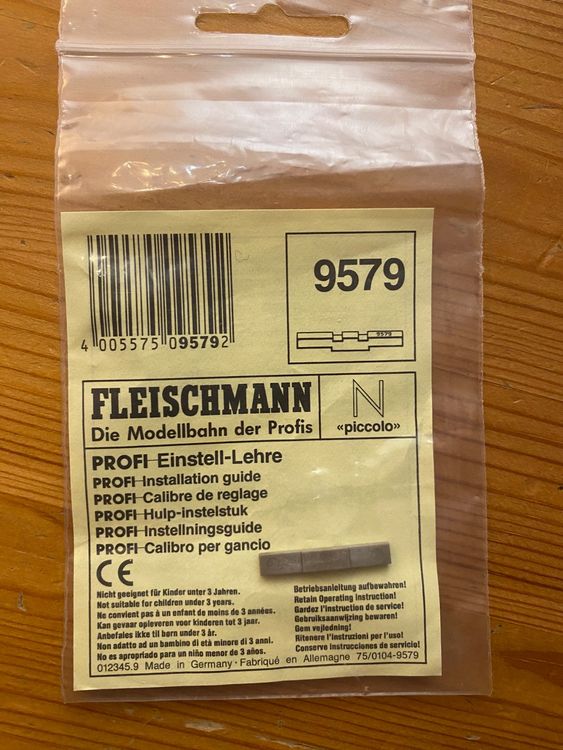 9579
9579
4 005575 095792
FLEISCHMANN
Die Modellbahn der Profis
N
«piccolo»
PROFI-Einstell-Lehre
PROFI-Installation guide
PROFI-Calibre de reglage
PROFI-Hulp-instelstuk
PROFI-Instellningsguide
PROFI-Calibro per gancio
CE
Nicht geeignet für Kinder unter 3 Jahren.
Not suitable for children under 3 years.
Ne convient pas à un enfant de moins de 3 années.
Kan gevaar opleveren voor kinderen tot 3 jaar.
Anbefales ikke til børn under 3 år.
Non adatto ad un bambino di età minore di 3 anni.
No es apropriado para un niño menor de 3 años.
Betriebsanleitung aufbewahren!
Retain Operating instruction!
Gardez l'instruction de service!
Gebruiksaanwijzing bewaren!
Gem vejledning!
Ritenere l'instruzioni per l'uso!
Conserve instrucciones de servicio!
012345.9 Made in Germany · Fabriqué en Allemagne 75/0104-9579